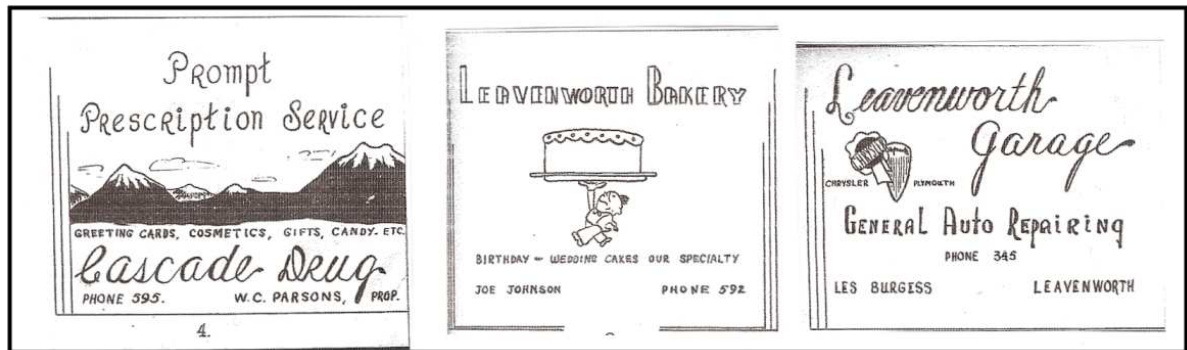 Prompt
Prescription Service
GREETING CARDS, COSMETICS, GIFTS, CANDY. ETC.
Cascade Drug
PHONE 595. W.C. PARSONS, PROP.
4.
LEAVENWORTH BAKERY
BIRTHDAY - WEDDING CAKES OUR SPECIALTY
JOE JOHNSON PHONE 592
Leavenworth
Garage
CHRYSLER PLYMOUTH
GENERAL AUTO REPAIRING
PHONE 345
LES BURGESS LEAVENWORTH